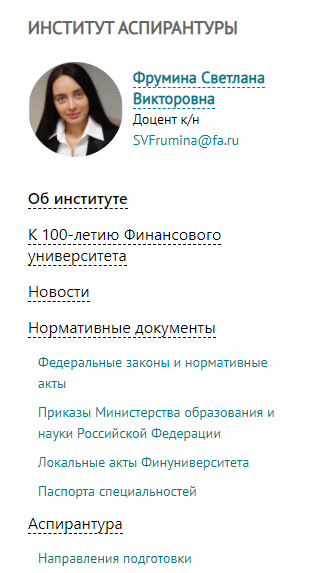 ИНСТИТУТ АСПИРАНТУРЫ
Фрумина Светлана
Викторовна
Доцент к/н
SVFrumina@fa.ru
Об институте
К 100-летию Финансового
университета
Новости
Нормативные документы
Федеральные законы и нормативные
акты
Приказы Министерства образования и
науки Российской Федерации
Локальные акты Финуниверситета
Паспорта специальностей
Аспирантура
Направления подготовки